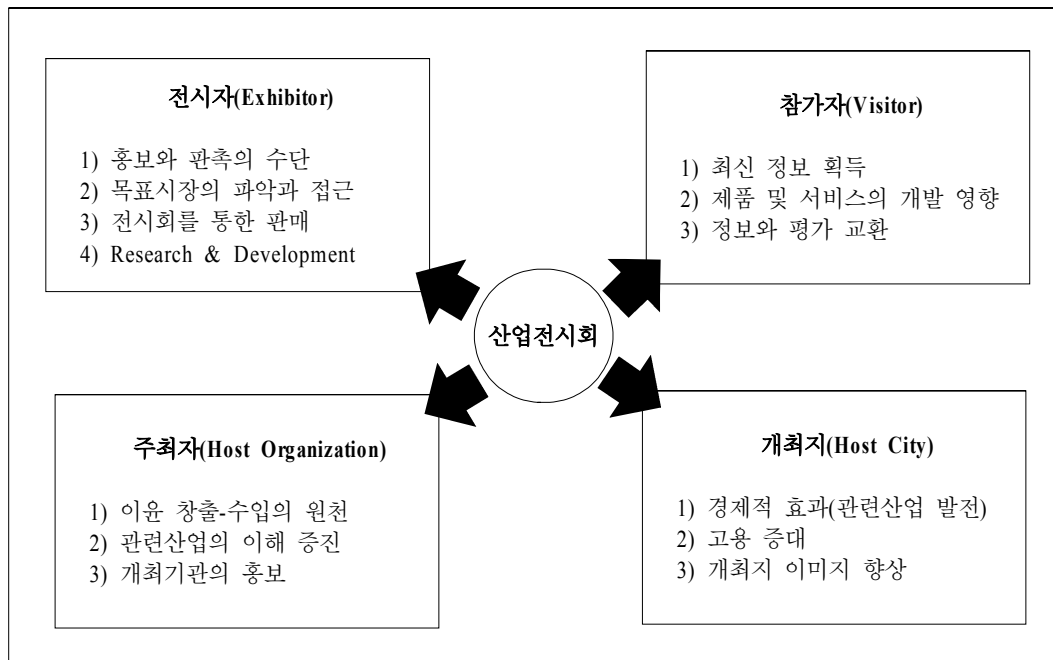 전시자(Exhibitor)
1) 홍보와 판촉의 수단
2) 목표시장의 파악과 접근
3) 전시회를 통한 판매
4) Research & Development
참가자(Visitor)
1) 최신 정보 획득
2) 제품 및 서비스의 개발 영향
3) 정보와 평가 교환
산업전시회
주최자(Host Organization)
1) 이윤 창출-수입의 원천
2) 관련산업의 이해 증진
3) 개최기관의 홍보
개최지(Host City)
1) 경제적 효과(관련산업 발전)
2) 고용 증대
3) 개최지 이미지 향상